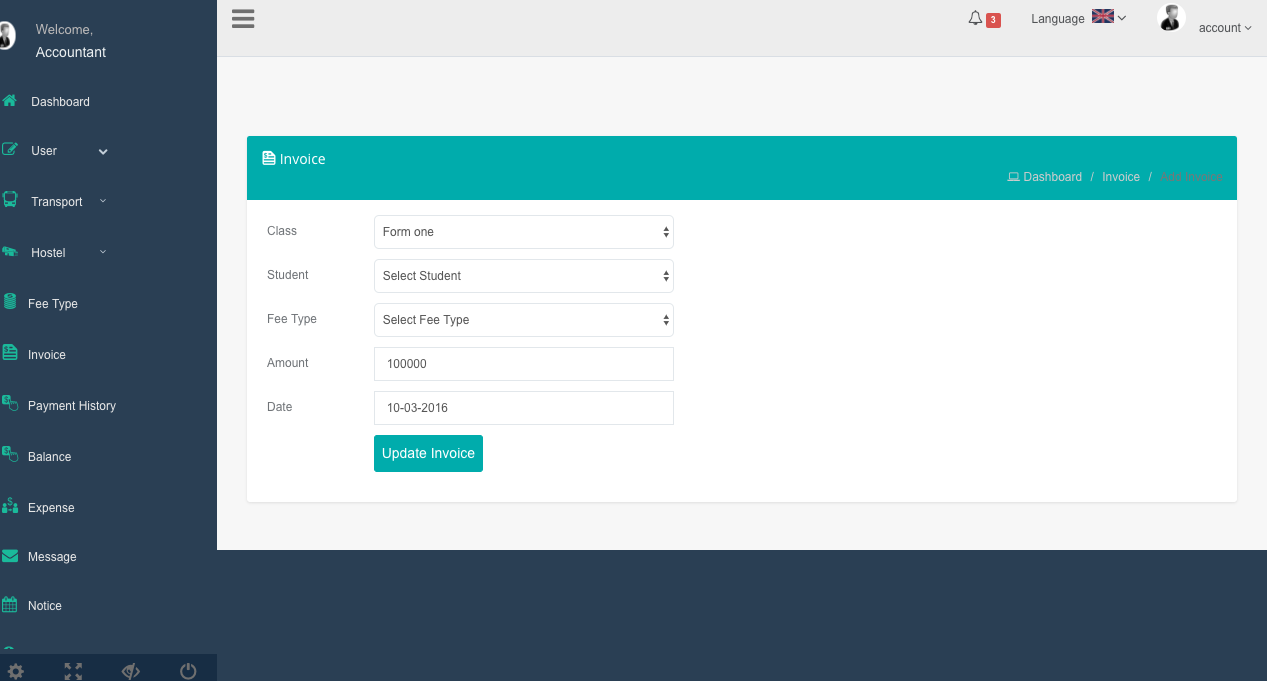 Welcome,
Accountant
Dashboard
User
Transport
Hostel
Fee Type
Invoice
Payment History
Balance
Expense
Message
Notice
3
Language
account
Invoice
Dashboard / Invoice /
Class
Form one
Student
Select Student
Fee Type
Select Fee Type
Amount
100000
Date
10-03-2016
Update Invoice